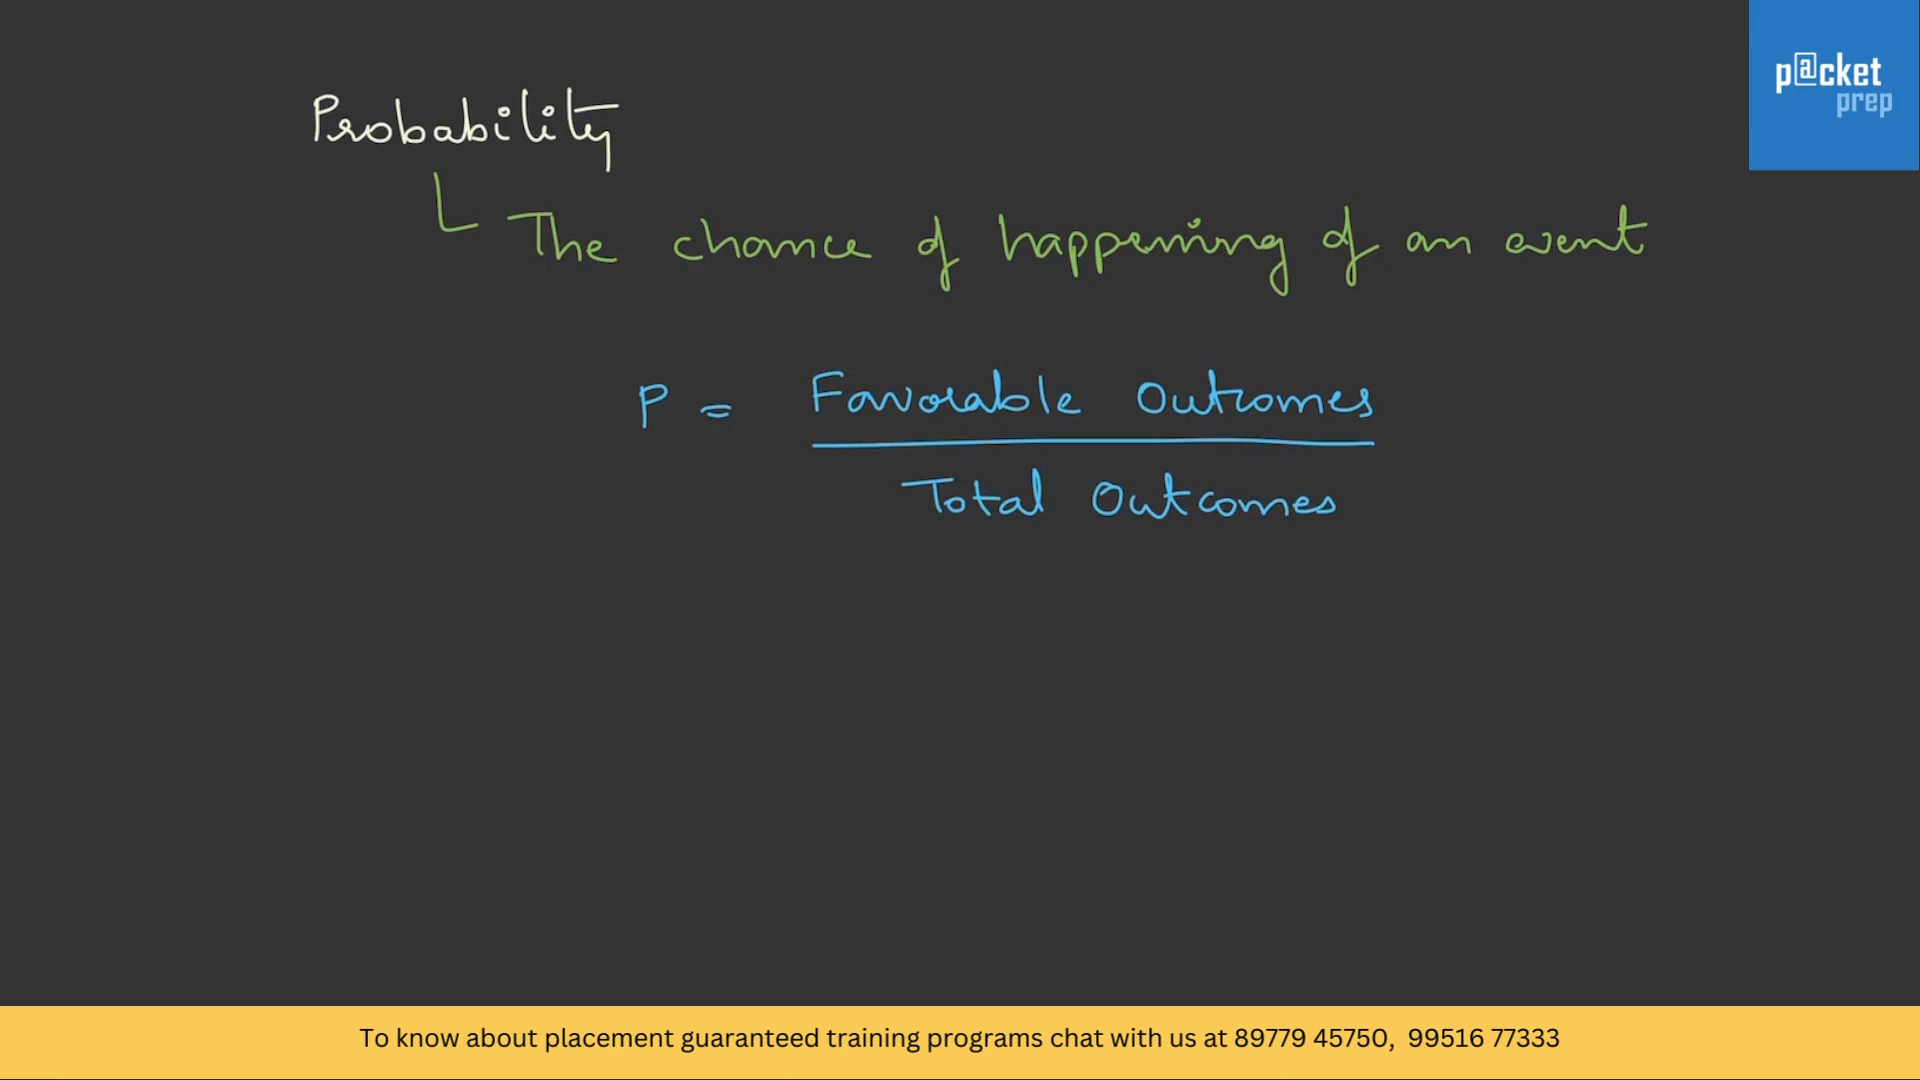 p@cket
prep
Probability
The chance of happening of an event
P = Favorable Outcomes
Total Outcomes
To know about placement guaranteed training programs chat with us at 89779 45750, 99516 77333